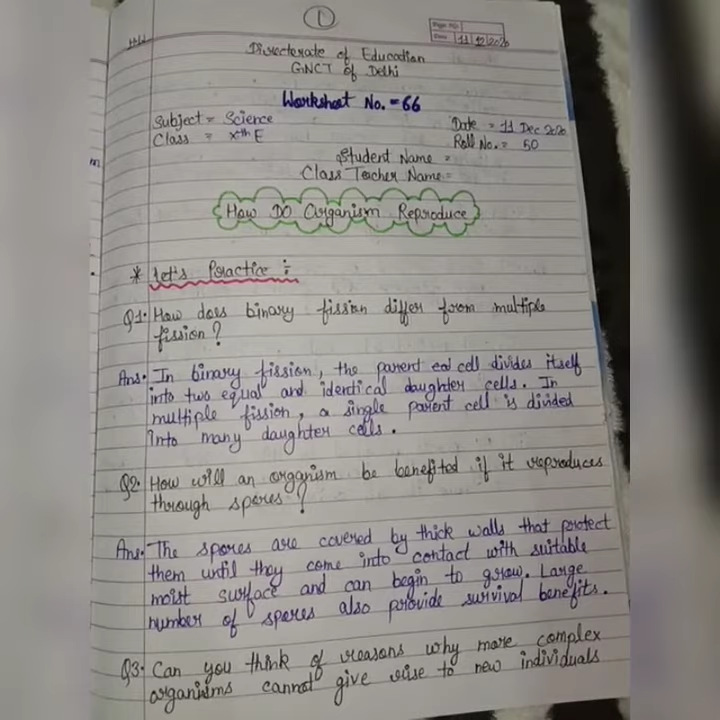 1
Page No:
Date 11 12 2020
Directerate of Education
GNCT of Delhi
Worksheet No. = 66
Subject = Science
Date = 11 Dec 2020
Class = xth E
Roll No. = 50
Student Name =
Class Teacher Name =
How DO Organism Reproduce
* Let's Practice :-
Q1. How does binary fission differ from multiple
fission?
Ans. In binary fission, the parent cell divides itself
into two equal and identical daughter cells. In
multiple fission, a single parent cell is divided
into many daughter cells.
Q2. How will an organism be benefited if it reproduces
through spores?
Ans. The spores are covered by thick walls that protect
them until they come into contact with suitable
moist surface and can begin to grow. Large
number of spores also provide survival benefits.
Q3. Can you think of reasons why more complex
organisms cannot give rise to new individuals